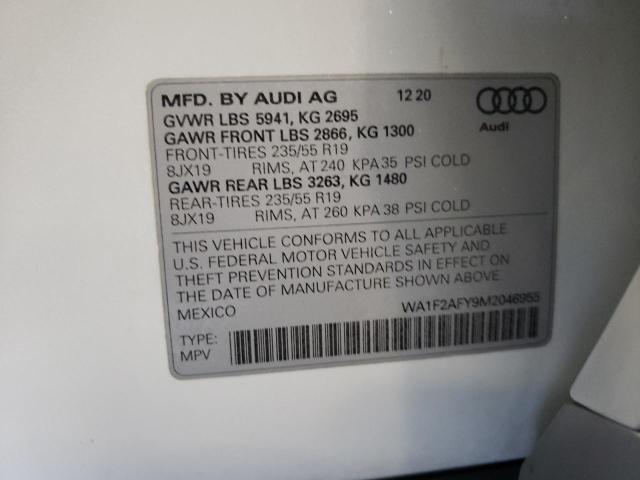 MFD. BY AUDI AG 12 20
GVWR LBS 5941, KG 2695
GAWR FRONT LBS 2866, KG 1300
FRONT-TIRES 235/55 R19
8JX19 RIMS, AT 240 KPA 35 PSI COLD
GAWR REAR LBS 3263, KG 1480
REAR-TIRES 235/55 R19
8JX19 RIMS, AT 260 KPA 38 PSI COLD
Audi
THIS VEHICLE CONFORMS TO ALL APPLICABLE
U.S. FEDERAL MOTOR VEHICLE SAFETY AND
THEFT PREVENTION STANDARDS IN EFFECT ON
THE DATE OF MANUFACTURE SHOWN ABOVE
MEXICO WA1F2AFY9M2046955
TYPE:
MPV